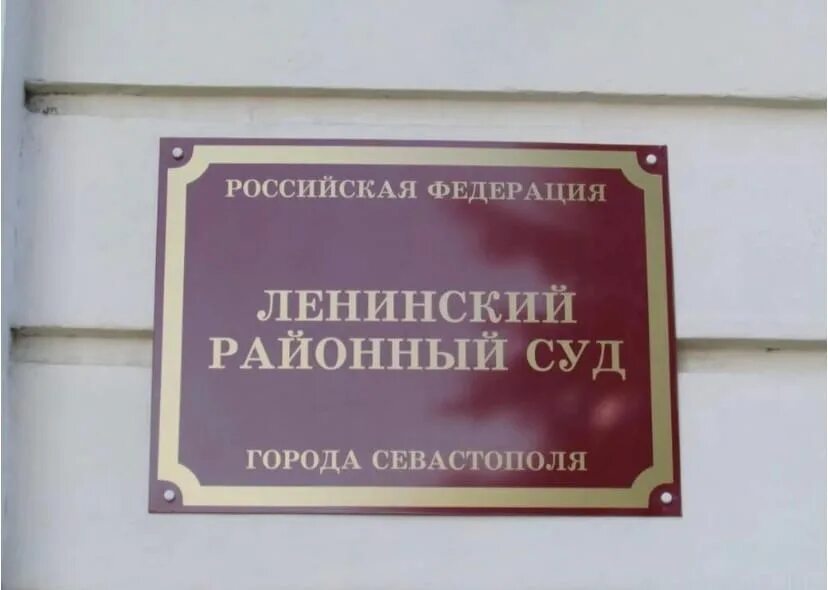 РОССИЙСКАЯ ФЕДЕРАЦИЯ
ЛЕНИНСКИЙ
РАЙОННЫЙ СУД
ГОРОДА СЕВАСТОПОЛЯ